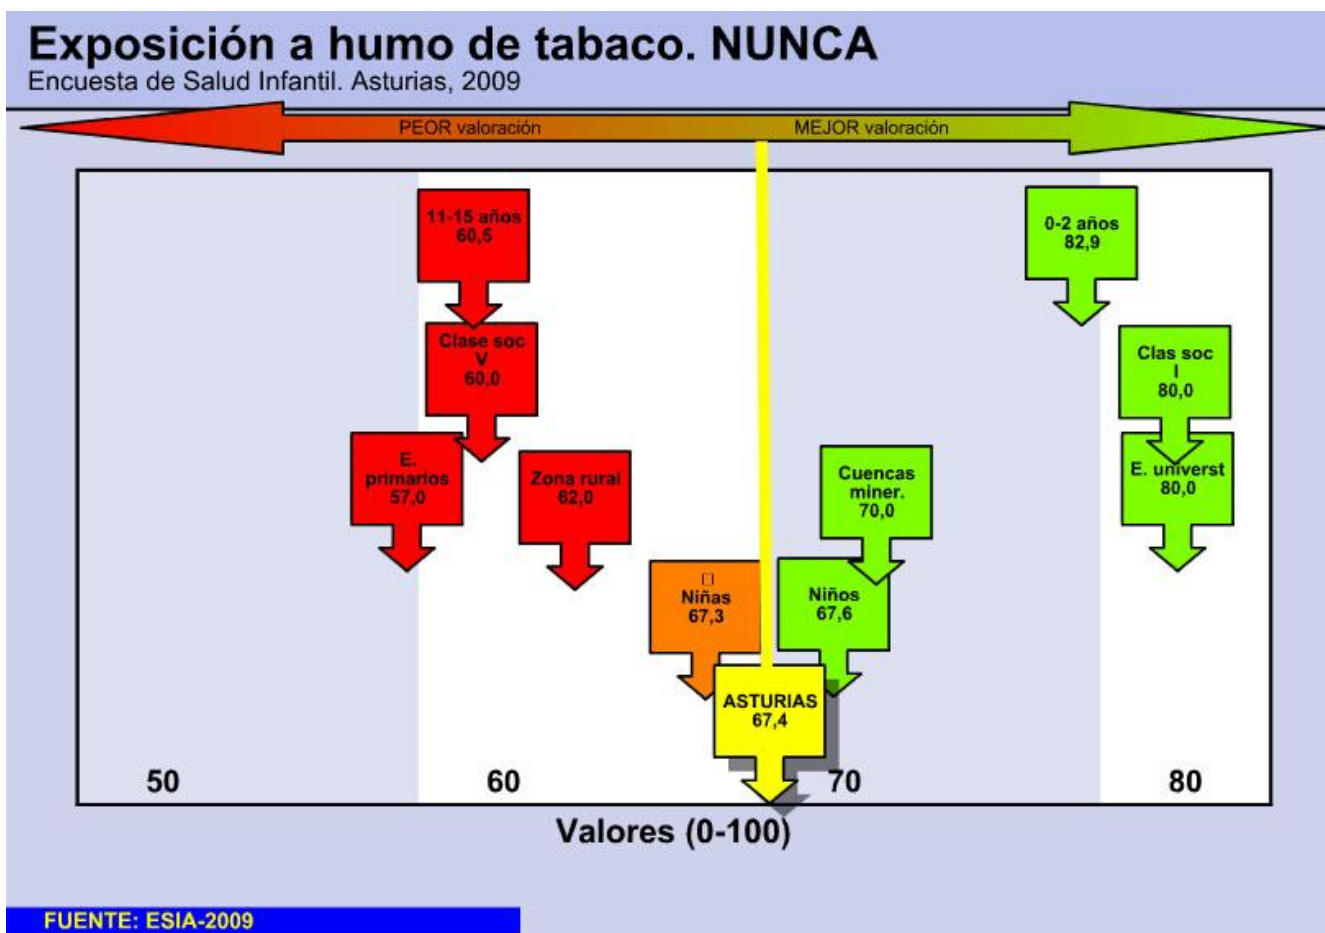 Exposición a humo de tabaco. NUNCA
Encuesta de Salud Infantil. Asturias, 2009
PEOR valoración
MEJOR valoración
11-15 años
60,5
0-2 años
82,9
Clase soc
V
60,0
Clas soc
I
80,0
E.
primarios
57,0
Zona rural
62,0
Cuencas
miner.
70,0
E. universt
80,0
Niñas
67,3
Niños
67,6
ASTURIAS
67,4
50
60
70
80
Valores (0-100)
FUENTE: ESIA-2009